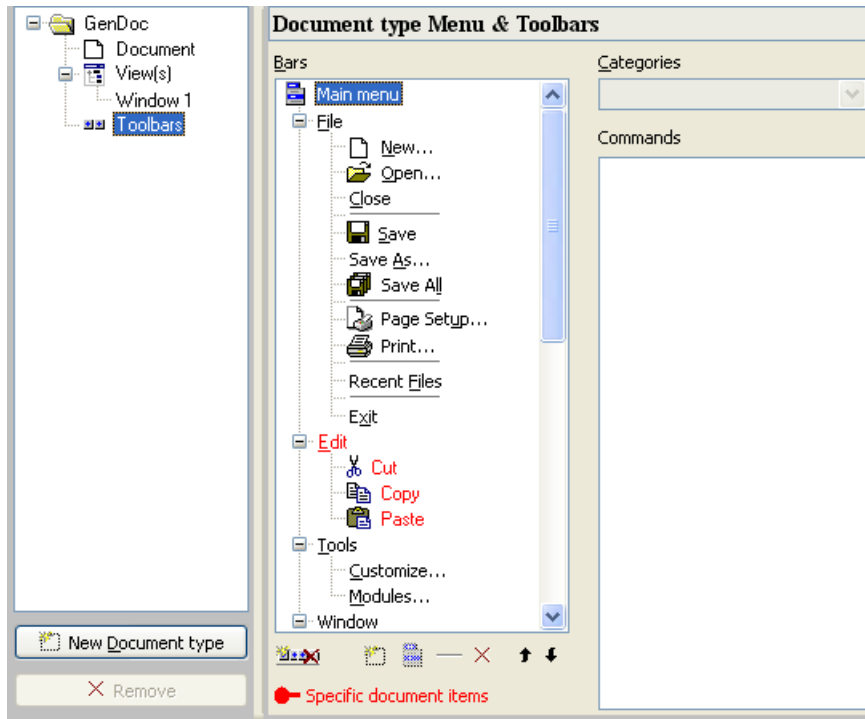 GenDoc
Document
View(s)
Window 1
Toolbars
New Document type
Remove
Document type Menu & Toolbars
Bars
Main menu
File
New...
Open...
Close
Save
Save As...
Save All
Page Setup...
Print...
Recent Files
Exit
Edit
Cut
Copy
Paste
Tools
Customize...
Modules...
Window
Specific document items
Categories
Commands